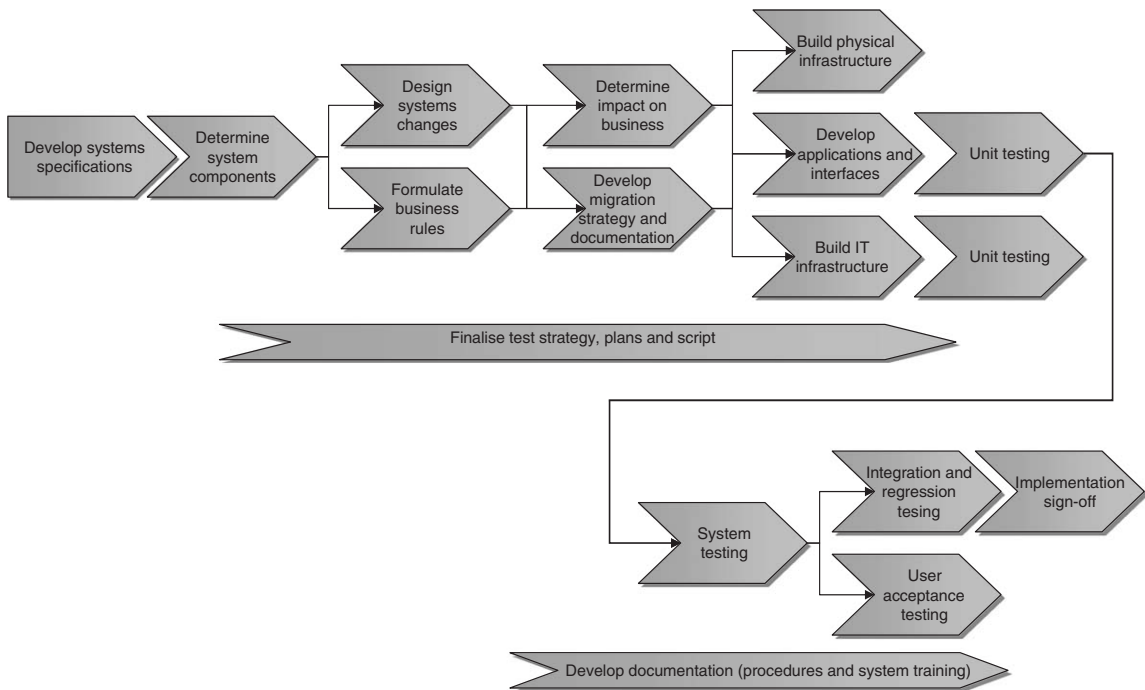 Develop systems
specifications
Determine
system
components
Design
systems
changes
Formulate
business
rules
Determine
impact on
business
Develop
migration
strategy and
documentation
Build physical
infrastructure
Develop
applications and
interfaces
Unit testing
Build IT
infrastructure
Unit testing
Finalise test strategy, plans and script
System
testing
Integration and
regression
tesing
Implementation
sign-off
User
acceptance
testing
Develop documentation (procedures and system training)